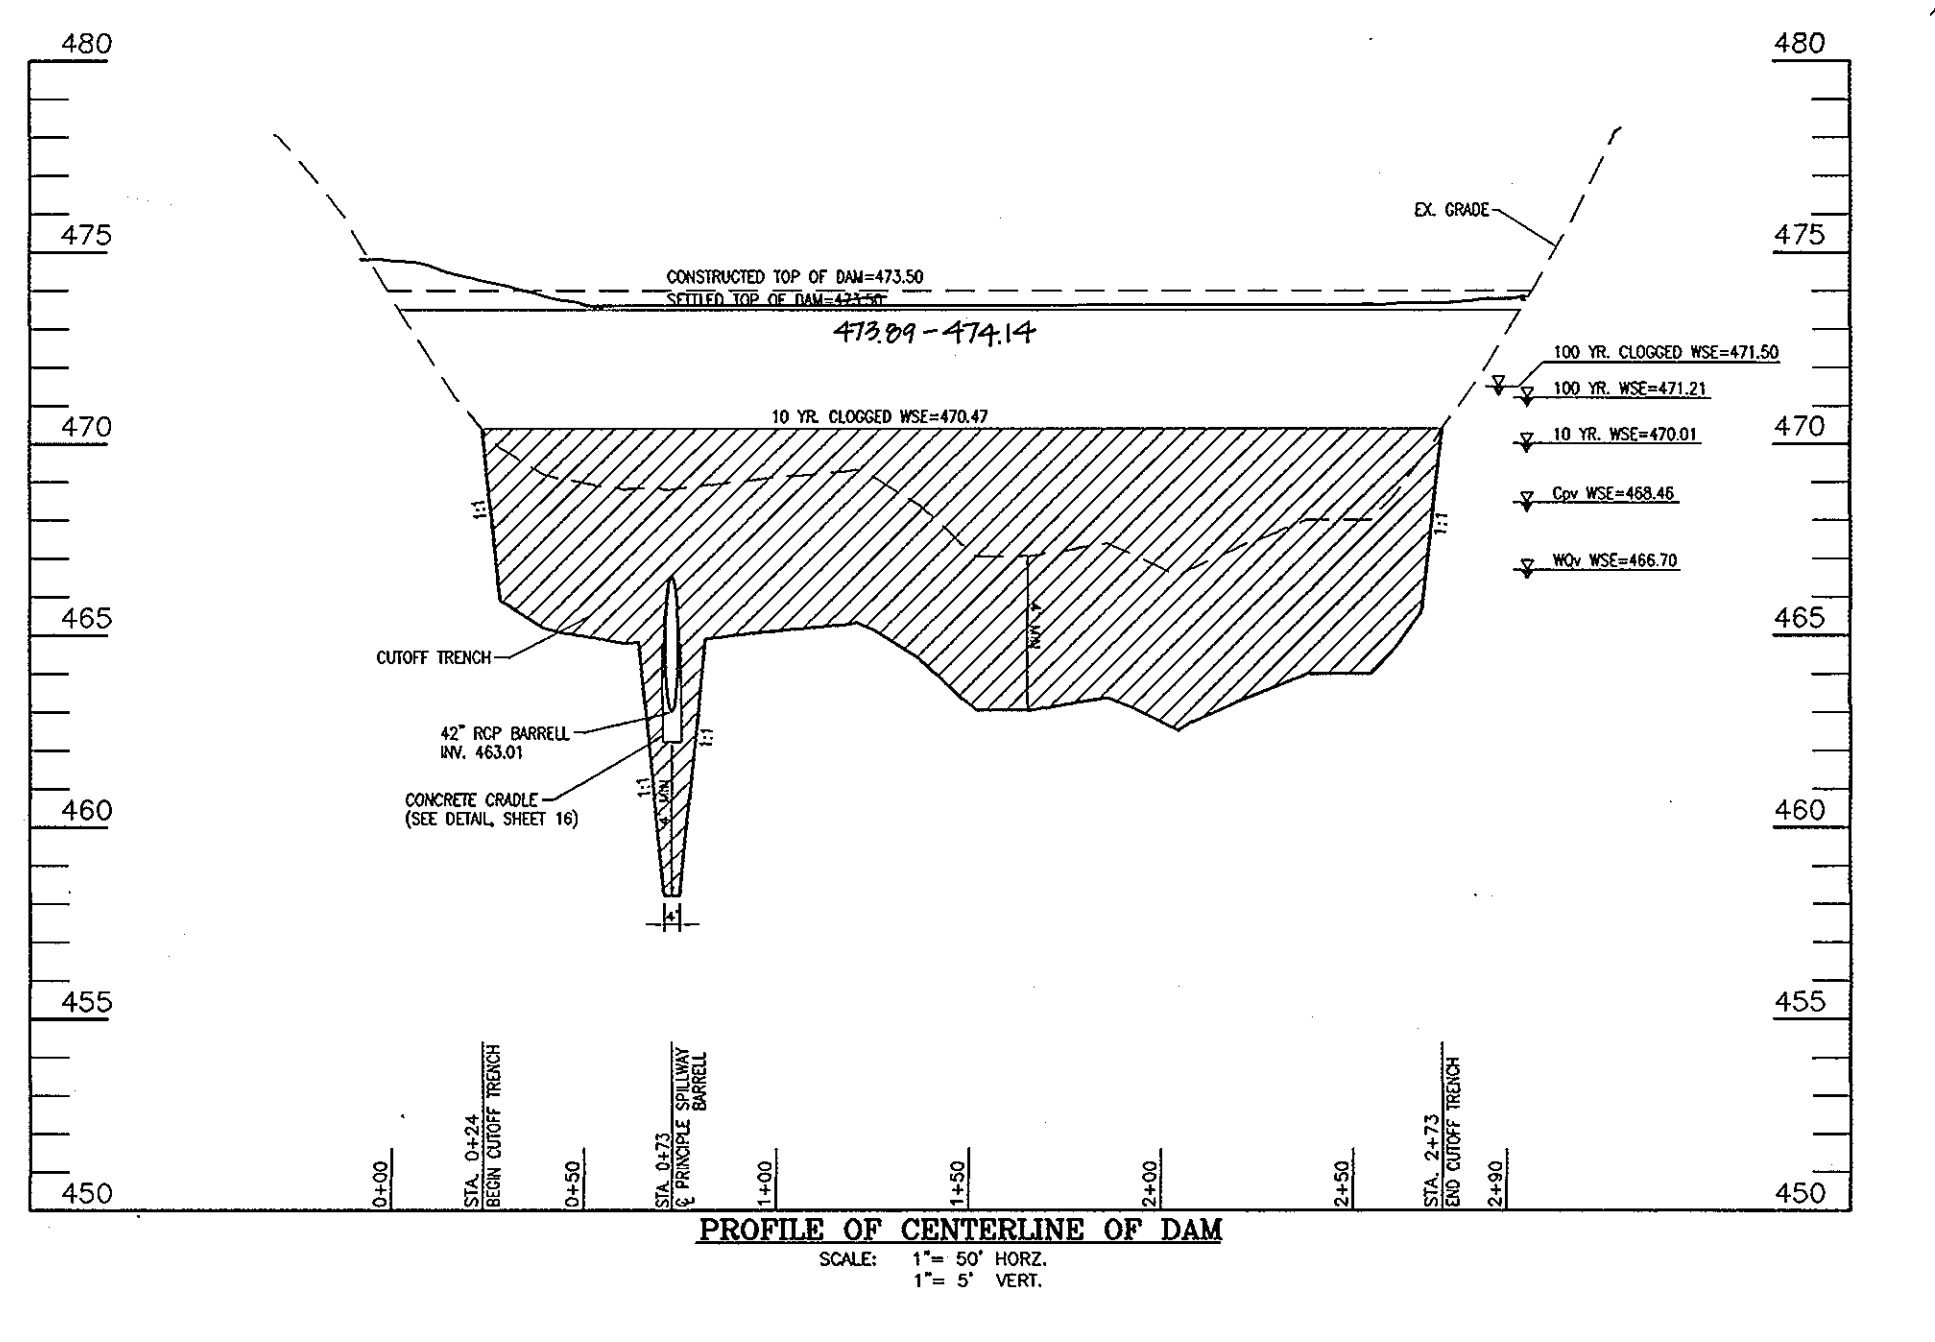 480
480
475
475
470
470
465
465
460
460
455
455
450
450
EX. GRADE
CONSTRUCTED TOP OF DAM=473.50
SETTLED TOP OF DAM=473.50
473.89-474.14
100 YR. CLOGGED WSE=471.50
100 YR. WSE=471.21
10 YR. CLOGGED WSE=470.47
10 YR. WSE=470.01
Cpv WSE=468.46
WQv WSE=466.70
1:1
1:1
4' MIN
CUTOFF TRENCH
42" RCP BARRELL
INV. 463.01
1:1
1:1
4' MIN
CONCRETE CRADLE
(SEE DETAIL, SHEET 16)
4'
0+00
STA. 0+24
BEGIN CUTOFF TRENCH
0+50
STA. 0+73
℄ PRINCIPLE SPILLWAY
BARRELL
1+00
1+50
2+00
2+50
STA. 2+73
END CUTOFF TRENCH
2+90
PROFILE OF CENTERLINE OF DAM
SCALE: 1"= 50' HORZ.
1"= 5' VERT.